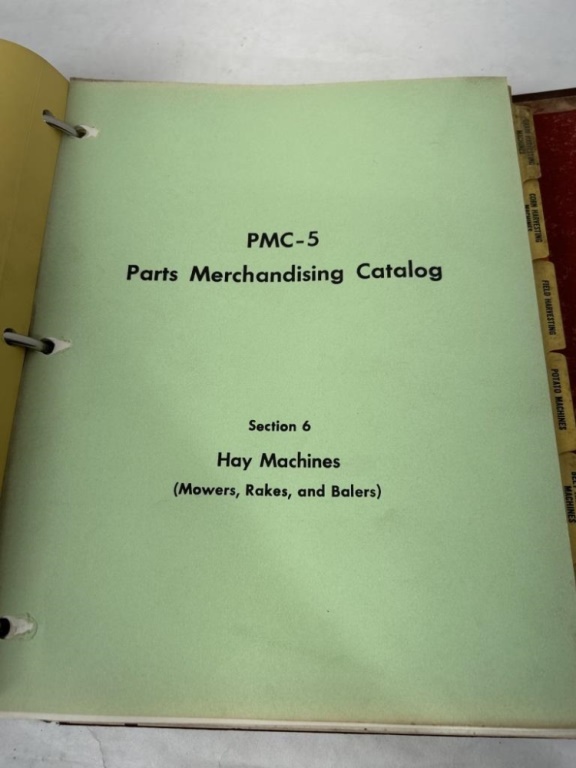 PMC-5
Parts Merchandising Catalog
Section 6
Hay Machines
(Mowers, Rakes, and Balers)
MACHINES
CORN HARVESTING
FIELD HARVESTING
POTATO MACHINES
MACHINES